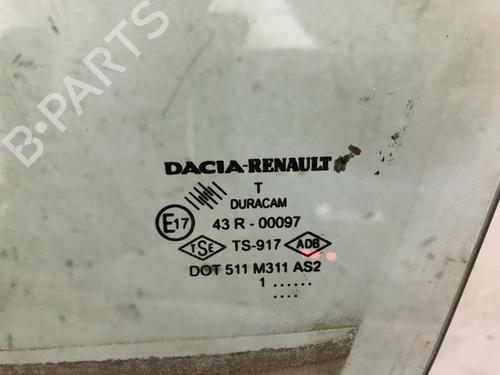 B-PARTS
DACIA-RENAULT
T
DURACAM
E17 43 R - 00097
TSE TS-917 ADB
DOT 511 M311 AS2
1 ......
....